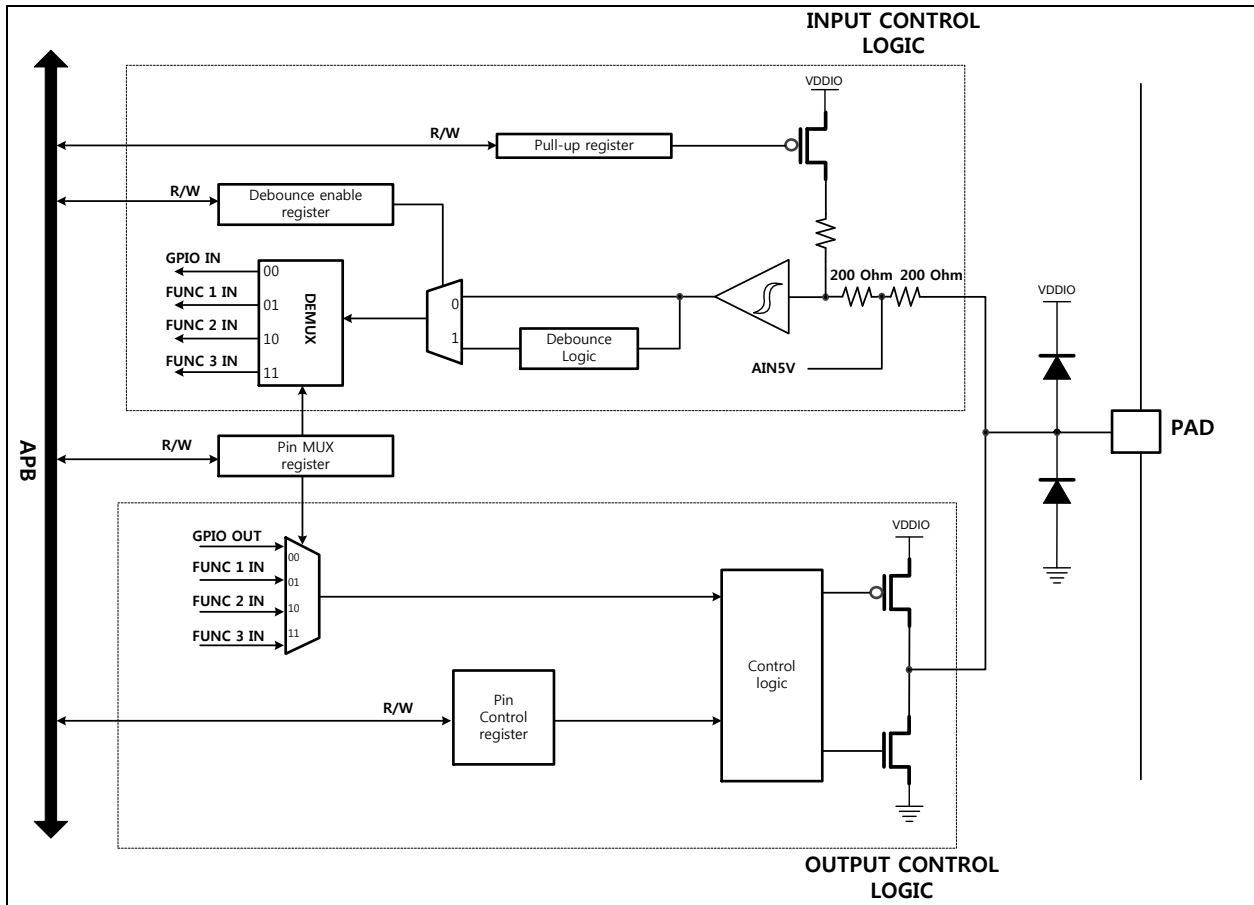 INPUT CONTROL
LOGIC
VDDIO
R/W
Pull-up register
R/W
Debounce enable
register
GPIO IN
00
FUNC 1 IN
01
FUNC 2 IN
10
FUNC 3 IN
11
DEMUX
0
1
Debounce
Logic
200 Ohm
200 Ohm
AIN5V
VDDIO
PAD
APB
R/W
Pin MUX
register
GPIO OUT
00
FUNC 1 IN
01
FUNC 2 IN
10
FUNC 3 IN
11
VDDIO
Control
logic
R/W
Pin
Control
register
OUTPUT CONTROL
LOGIC